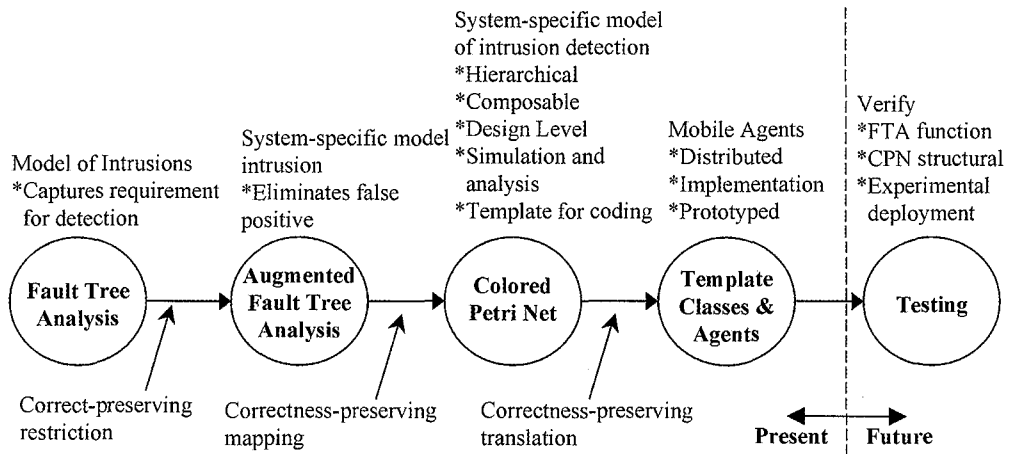 Model of Intrusions
*Captures requirement
for detection
System-specific model
intrusion
*Eliminates false
positive
System-specific model
of intrusion detection
*Hierarchical
*Composable
*Design Level
*Simulation and
analysis
*Template for coding
Mobile Agents
*Distributed
*Implementation
*Prototyped
Verify
*FTA function
*CPN structural
*Experimental
deployment
Fault Tree
Analysis
Augmented
Fault Tree
Analysis
Colored
Petri Net
Template
Classes &
Agents
Testing
Correct-preserving
restriction
Correctness-preserving
mapping
Correctness-preserving
translation
Present
Future